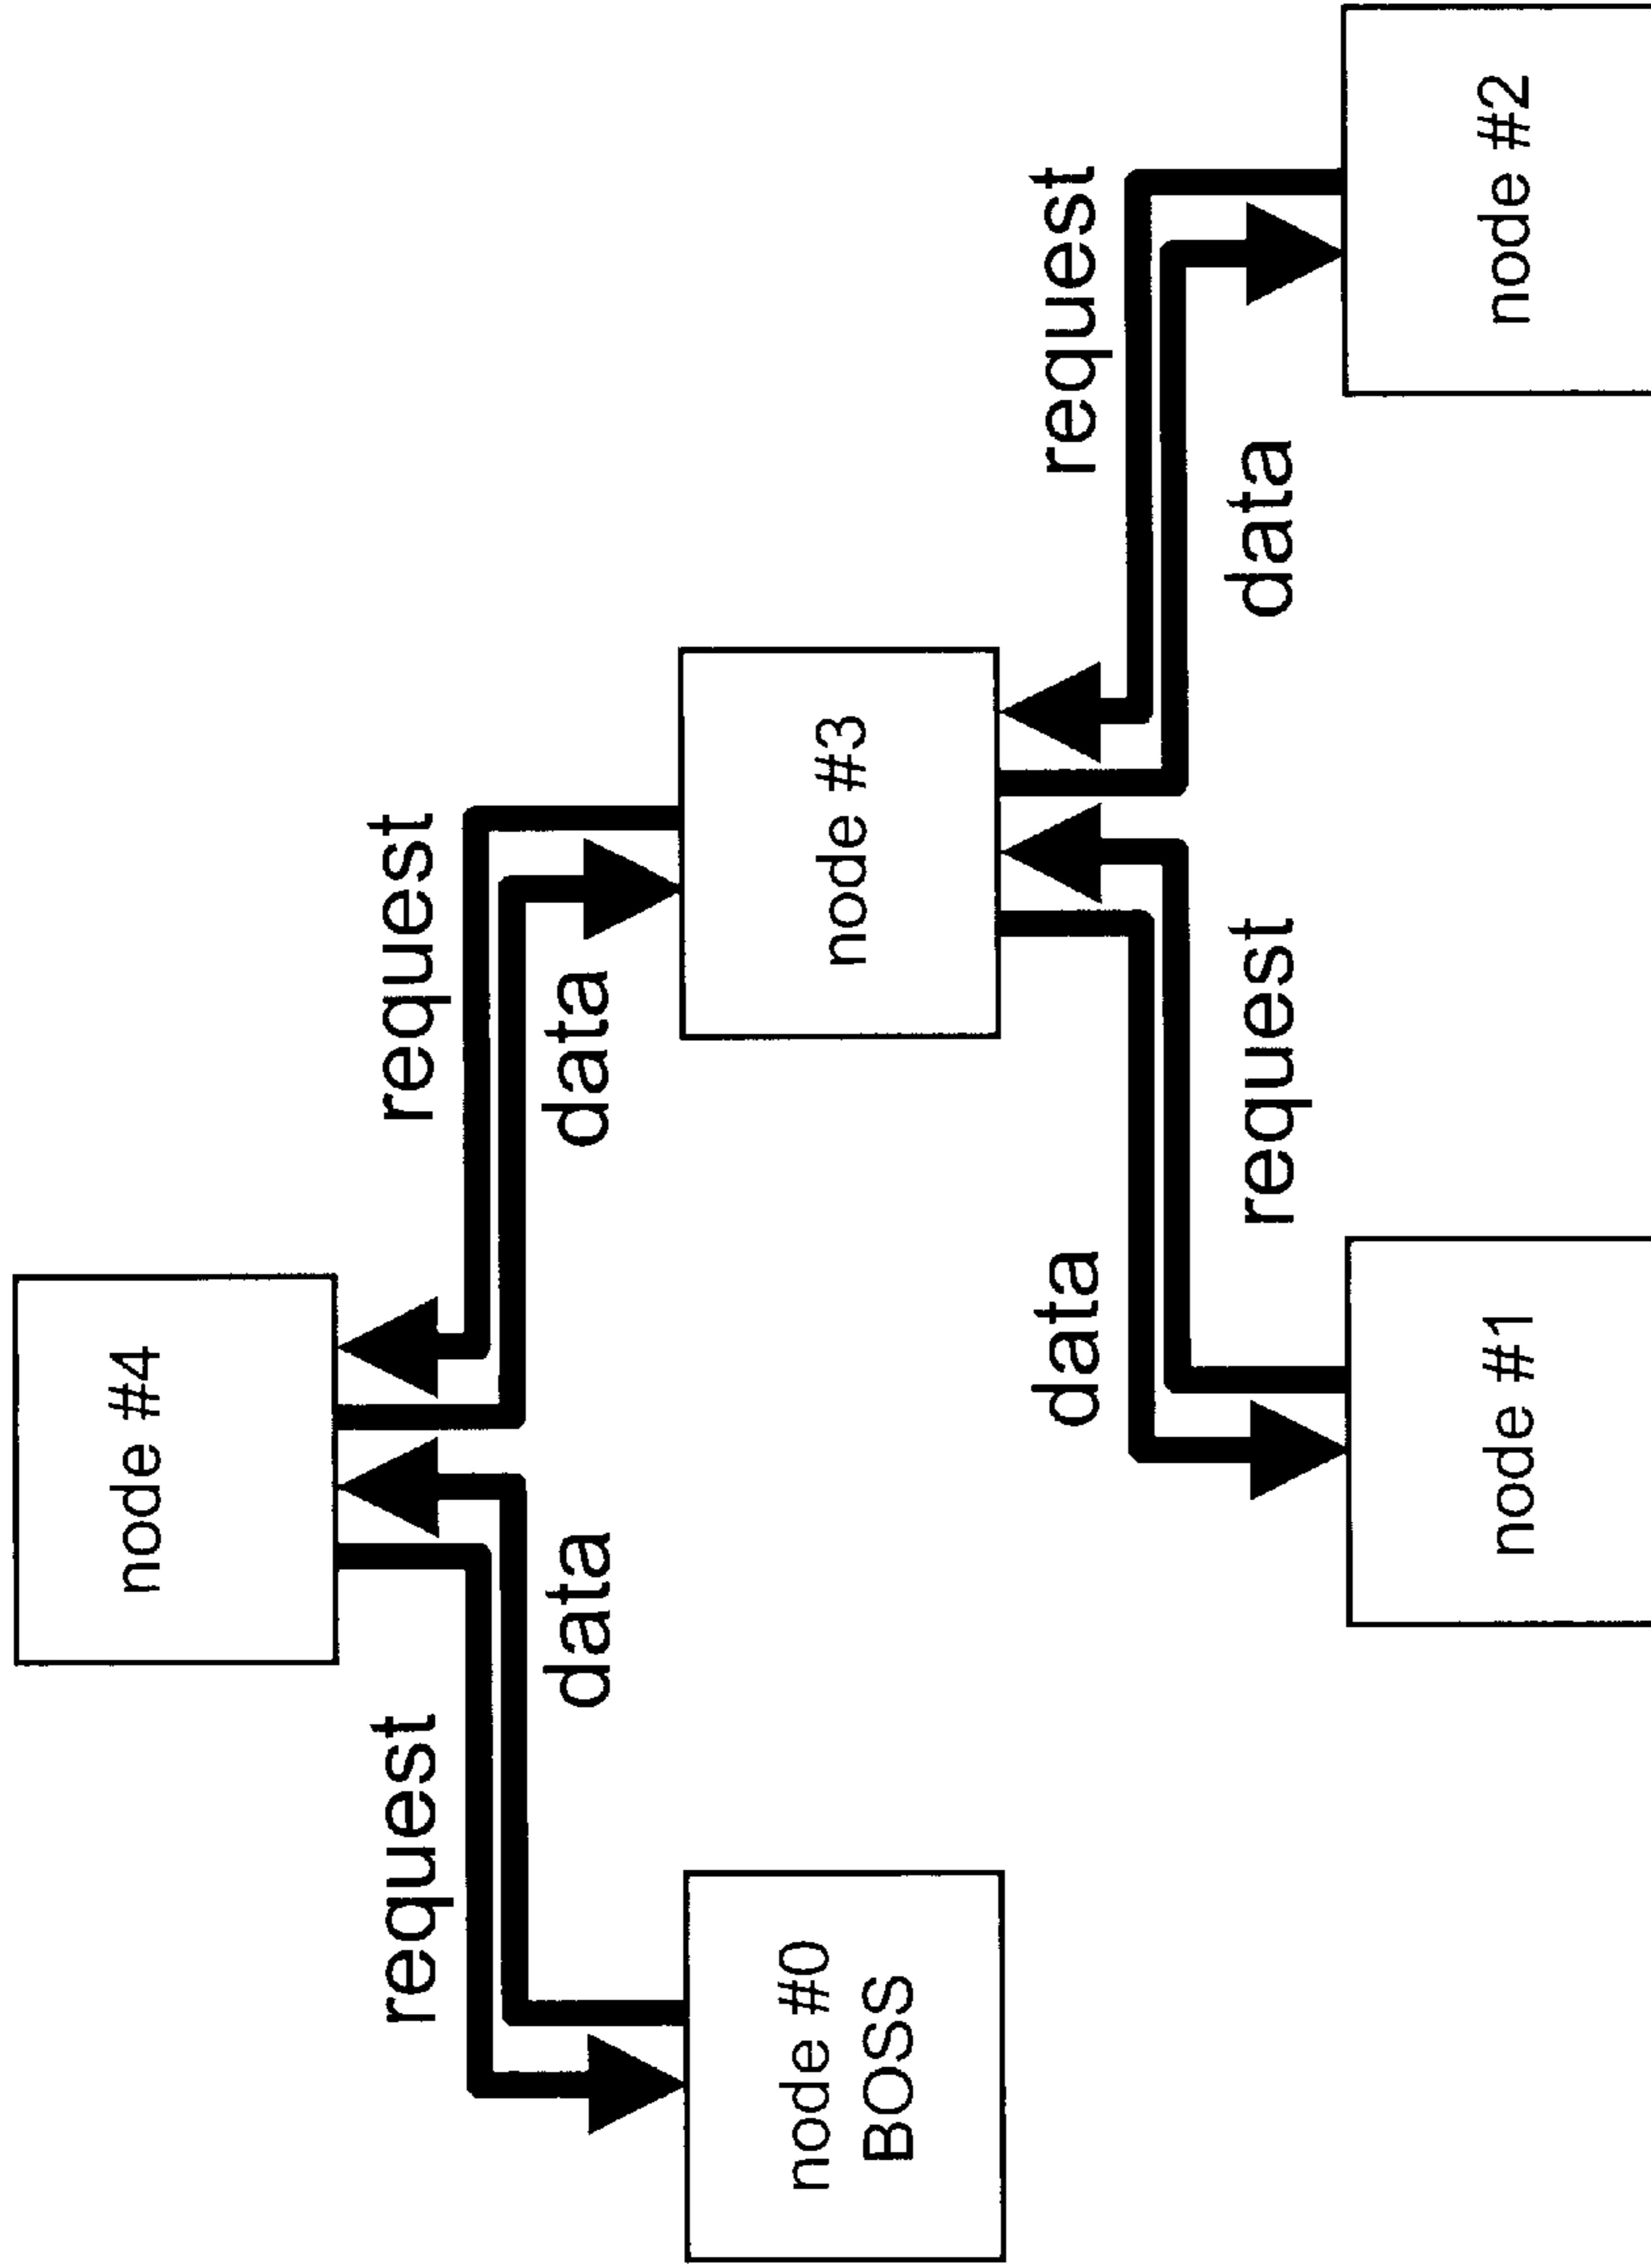 node #4
request
request
data
data
node #0
BOSS
node #3
data
request
request
data
node #1
node #2